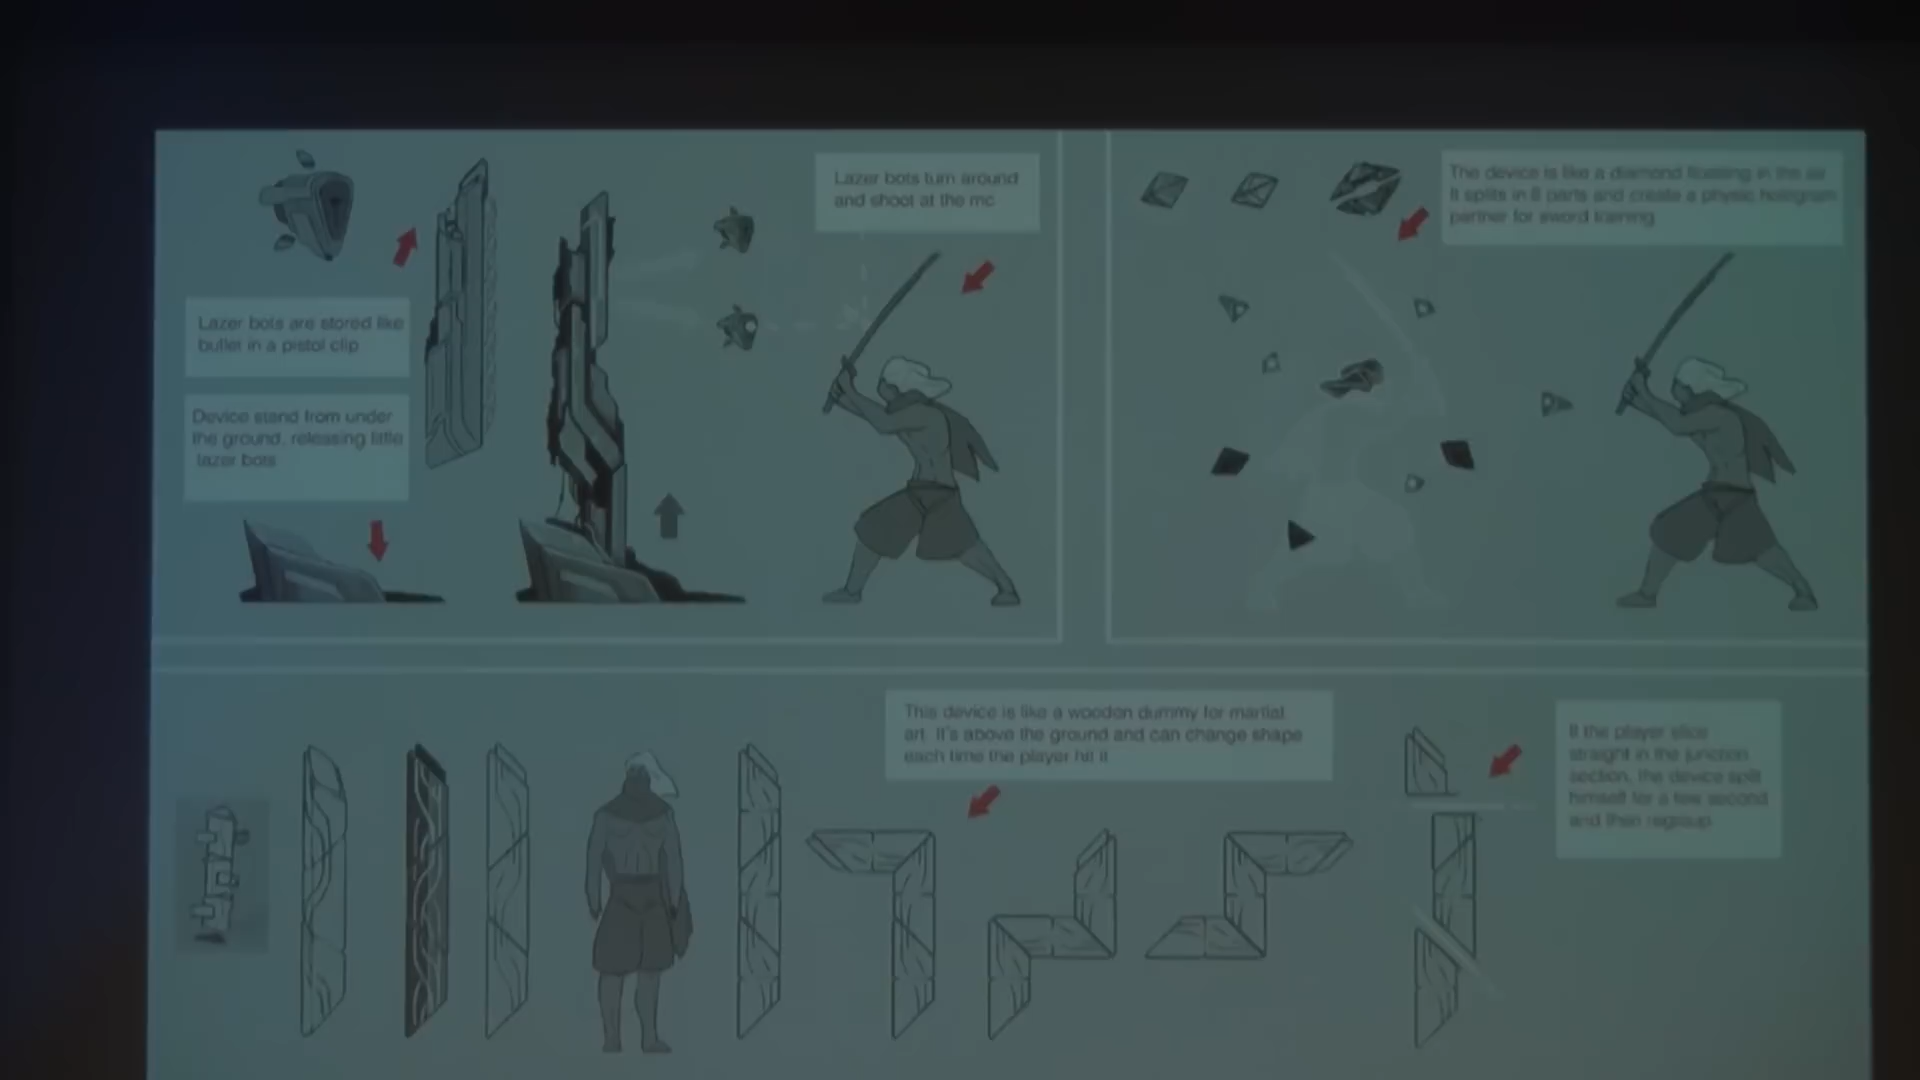 Lazer bots turn around
and shoot at the mc
The device is like a diamond floating in the air
It splits in 8 parts and create a physic hologram
partner for sword training
Lazer bots are stored like
bullet in a pistol clip
Device stand from under
the ground, releasing little
lazer bots
This device is like a wooden dummy for martial
art. It's above the ground and can change shape
each time the player hit it
If the player slice
straight in the junction
section, the device split
himself for a few second
and then regroup